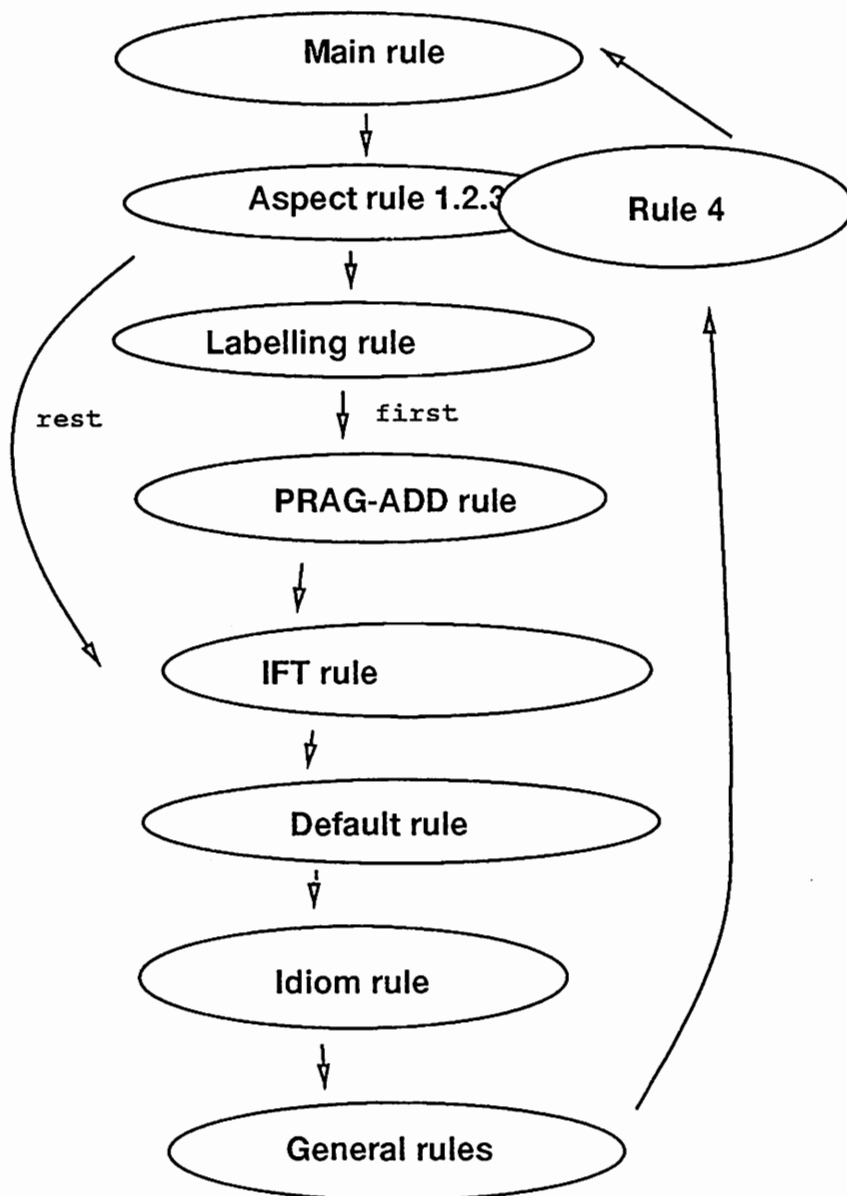 Main rule
Aspect rule 1.2.3
Rule 4
Labelling rule
rest
first
PRAG-ADD rule
IFT rule
Default rule
Idiom rule
General rules